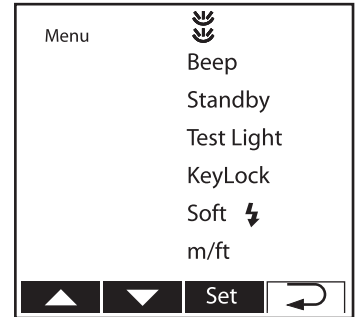 Menu
Beep
Standby
Test Light
KeyLock
Soft
m/ft
Set